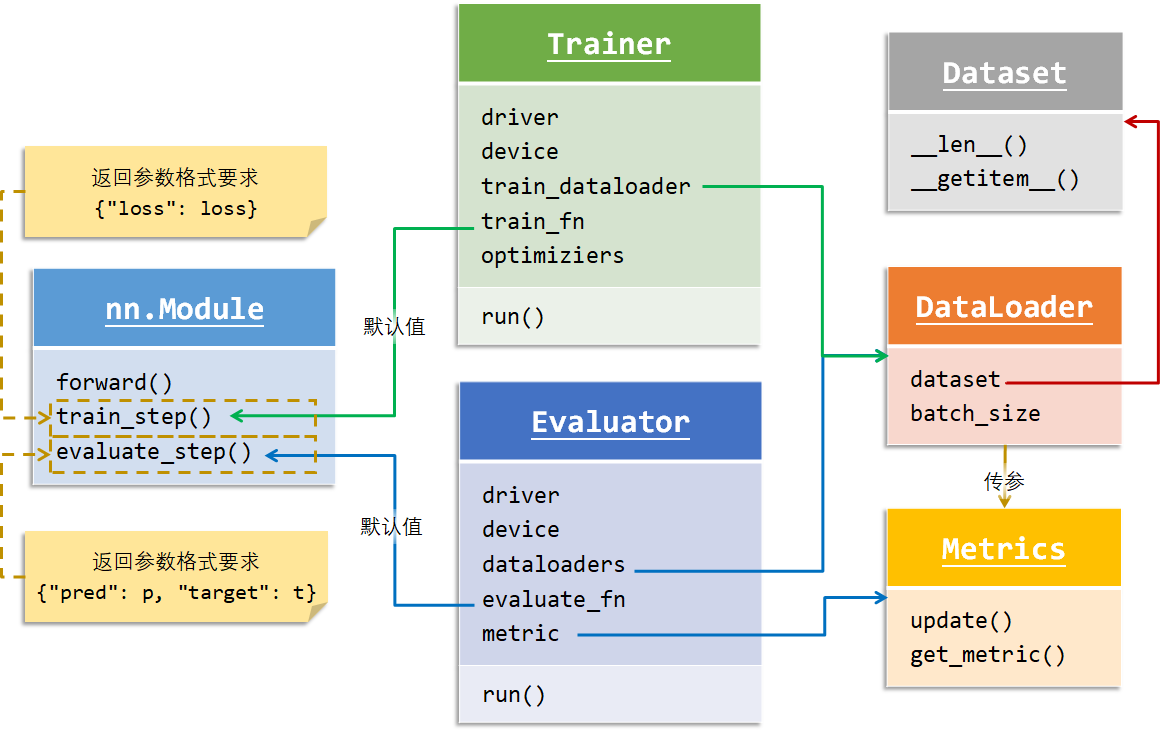 Trainer
driver
device
train_dataloader
train_fn
optimiziers
run()
Dataset
__len__()
__getitem__()
返回参数格式要求
{"loss": loss}
nn.Module
forward()
train_step()
evaluate_step()
默认值
默认值
返回参数格式要求
{"pred": p, "target": t}
Evaluator
driver
device
dataloaders
evaluate_fn
metric
run()
DataLoader
dataset
batch_size
传参
Metrics
update()
get_metric()